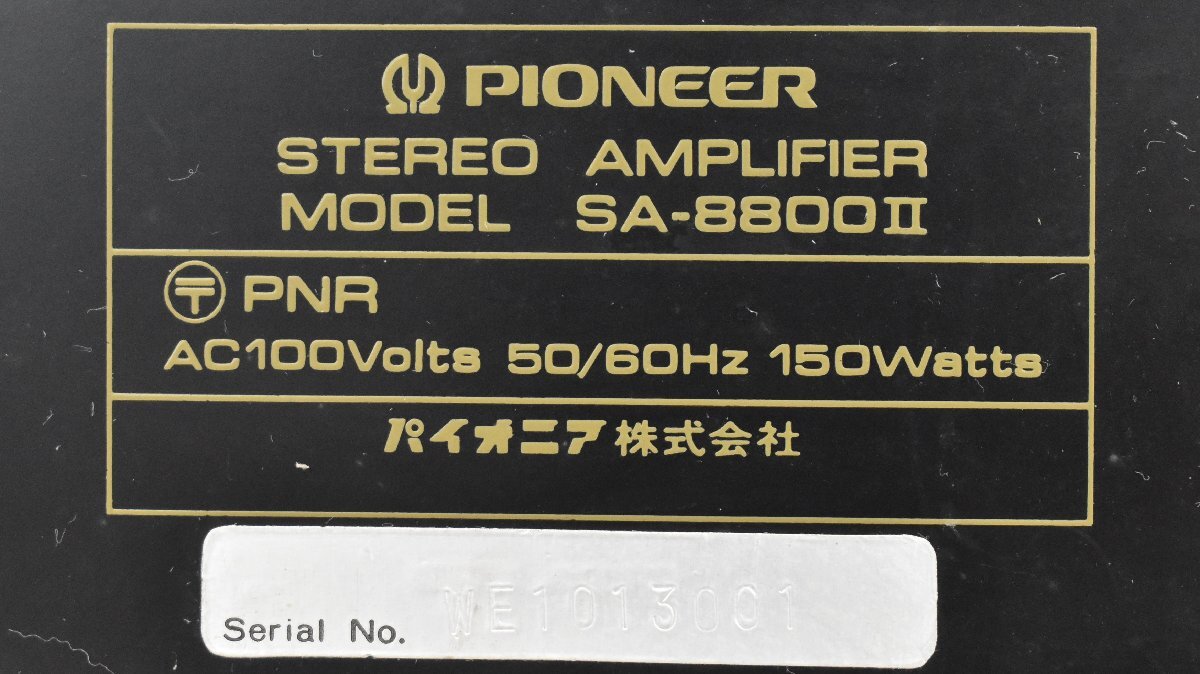 PIONEER
STEREO AMPLIFIER
MODEL SA-8800II
〒 PNR
AC100Volts 50/60Hz 150Watts
パイオニア株式会社
WE1013001
Serial No.